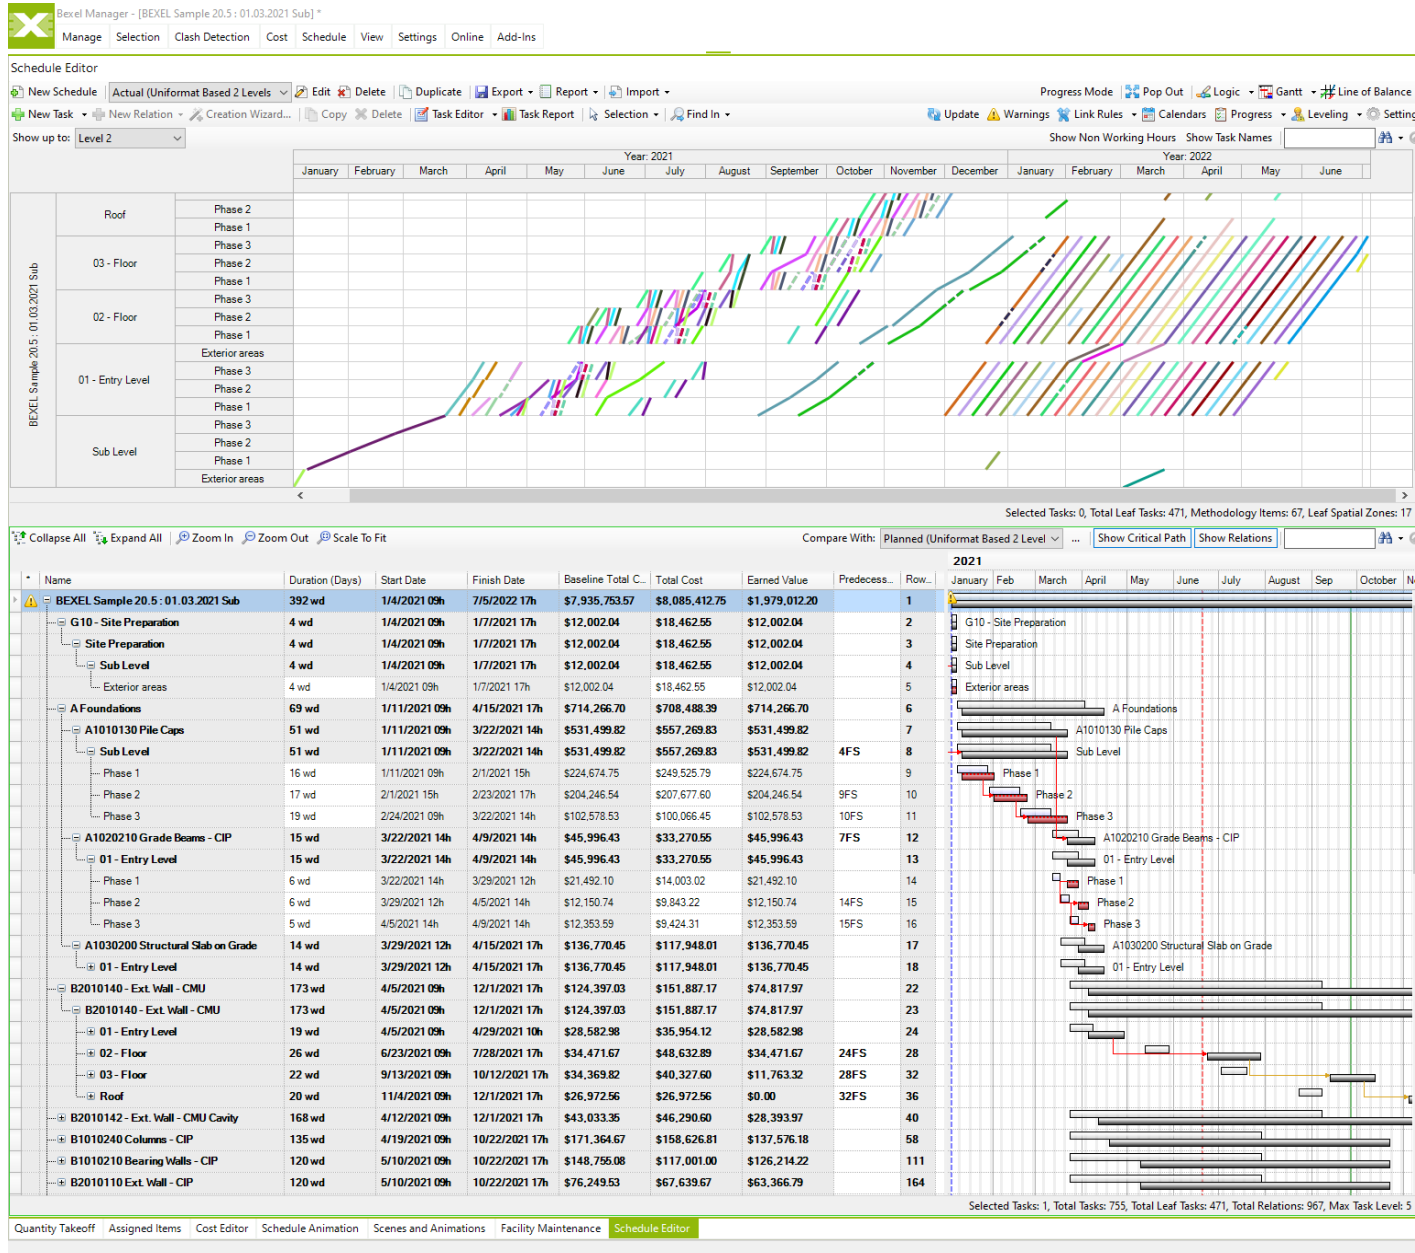 Bexel Manager - [BEXEL Sample 20.5 : 01.03.2021 Sub] *
Manage Selection Clash Detection Cost Schedule View Settings Online Add-Ins
Schedule Editor
New Schedule Actual (Uniformat Based 2 Levels Edit Delete Duplicate Export Report Import Progress Mode Pop Out Logic Gantt Line of Balance
New Task New Relation Creation Wizard... Copy Delete Task Editor Task Report Selection Find In Update Warnings Link Rules Calendars Progress Leveling Setting
Show up to: Level 2 Show Non Working Hours Show Task Names
Year: 2021 Year: 2022
January February March April May June July August September October November December January February March April May June
BEXEL Sample 20.5 : 01.03.2021 Sub
Roof Phase 2
Phase 1
03 - Floor Phase 3
Phase 2
Phase 1
02 - Floor Phase 3
Phase 2
Phase 1
01 - Entry Level Exterior areas
Phase 3
Phase 2
Phase 1
Sub Level Phase 3
Phase 2
Phase 1
Exterior areas
Selected Tasks: 0, Total Leaf Tasks: 471, Methodology Items: 67, Leaf Spatial Zones: 17
Collapse All Expand All Zoom In Zoom Out Scale To Fit Compare With: Planned (Uniformat Based 2 Level ... Show Critical Path Show Relations
2021
* Name Duration (Days) Start Date Finish Date Baseline Total C... Total Cost Earned Value Predecess... Row... January Feb March April May June July August Sep October N
BEXEL Sample 20.5 : 01.03.2021 Sub 392 wd 1/4/2021 09h 7/5/2022 17h $7,935,753.57 $8,085,412.75 $1,979,012.20 1
G10 - Site Preparation 4 wd 1/4/2021 09h 1/7/2021 17h $12,002.04 $18,462.55 $12,002.04 2 G10 - Site Preparation
Site Preparation 4 wd 1/4/2021 09h 1/7/2021 17h $12,002.04 $18,462.55 $12,002.04 3 Site Preparation
Sub Level 4 wd 1/4/2021 09h 1/7/2021 17h $12,002.04 $18,462.55 $12,002.04 4 Sub Level
Exterior areas 4 wd 1/4/2021 09h 1/7/2021 17h $12,002.04 $18,462.55 $12,002.04 5 Exterior areas
A Foundations 69 wd 1/11/2021 09h 4/15/2021 17h $714,266.70 $708,488.39 $714,266.70 6 A Foundations
A1010130 Pile Caps 51 wd 1/11/2021 09h 3/22/2021 14h $531,499.82 $557,269.83 $531,499.82 7 A1010130 Pile Caps
Sub Level 51 wd 1/11/2021 09h 3/22/2021 14h $531,499.82 $557,269.83 $531,499.82 4FS 8 Sub Level
Phase 1 16 wd 1/11/2021 09h 2/1/2021 15h $224,674.75 $249,525.79 $224,674.75 9 Phase 1
Phase 2 17 wd 2/1/2021 15h 2/23/2021 17h $204,246.54 $207,677.60 $204,246.54 9FS 10 Phase 2
Phase 3 19 wd 2/24/2021 09h 3/22/2021 14h $102,578.53 $100,066.45 $102,578.53 10FS 11 Phase 3
A1020210 Grade Beams - CIP 15 wd 3/22/2021 14h 4/9/2021 14h $45,996.43 $33,270.55 $45,996.43 7FS 12 A1020210 Grade Beams - CIP
01 - Entry Level 15 wd 3/22/2021 14h 4/9/2021 14h $45,996.43 $33,270.55 $45,996.43 13 01 - Entry Level
Phase 1 6 wd 3/22/2021 14h 3/29/2021 12h $21,492.10 $14,003.02 $21,492.10 14 Phase 1
Phase 2 6 wd 3/29/2021 12h 4/5/2021 14h $12,150.74 $9,843.22 $12,150.74 14FS 15 Phase 2
Phase 3 5 wd 4/5/2021 14h 4/9/2021 14h $12,353.59 $9,424.31 $12,353.59 15FS 16 Phase 3
A1030200 Structural Slab on Grade 14 wd 3/29/2021 12h 4/15/2021 17h $136,770.45 $117,948.01 $136,770.45 17 A1030200 Structural Slab on Grade
01 - Entry Level 14 wd 3/29/2021 12h 4/15/2021 17h $136,770.45 $117,948.01 $136,770.45 18 01 - Entry Level
B2010140 - Ext. Wall - CMU 173 wd 4/5/2021 09h 12/1/2021 17h $124,397.03 $151,887.17 $74,817.97 22
B2010140 - Ext. Wall - CMU 173 wd 4/5/2021 09h 12/1/2021 17h $124,397.03 $151,887.17 $74,817.97 23
01 - Entry Level 19 wd 4/5/2021 09h 4/29/2021 10h $28,582.98 $35,954.12 $28,582.98 24
02 - Floor 26 wd 6/23/2021 09h 7/28/2021 17h $34,471.67 $48,632.89 $34,471.67 24FS 28
03 - Floor 22 wd 9/13/2021 09h 10/12/2021 17h $34,369.82 $40,327.60 $11,763.32 28FS 32
Roof 20 wd 11/4/2021 09h 12/1/2021 17h $26,972.56 $26,972.56 $0.00 32FS 36
B2010142 - Ext. Wall - CMU Cavity 168 wd 4/12/2021 09h 12/1/2021 17h $43,033.35 $46,290.60 $28,393.97 40
B1010240 Columns - CIP 135 wd 4/19/2021 09h 10/22/2021 17h $171,364.67 $158,626.81 $137,576.18 58
B1010210 Bearing Walls - CIP 120 wd 5/10/2021 09h 10/22/2021 17h $148,755.08 $117,001.00 $126,214.22 111
B2010110 Ext. Wall - CIP 120 wd 5/10/2021 09h 10/22/2021 17h $76,249.53 $67,639.67 $63,366.79 164
Selected Tasks: 1, Total Tasks: 755, Total Leaf Tasks: 471, Total Relations: 967, Max Task Level: 5
Quantity Takeoff Assigned Items Cost Editor Schedule Animation Scenes and Animations Facility Maintenance Schedule Editor